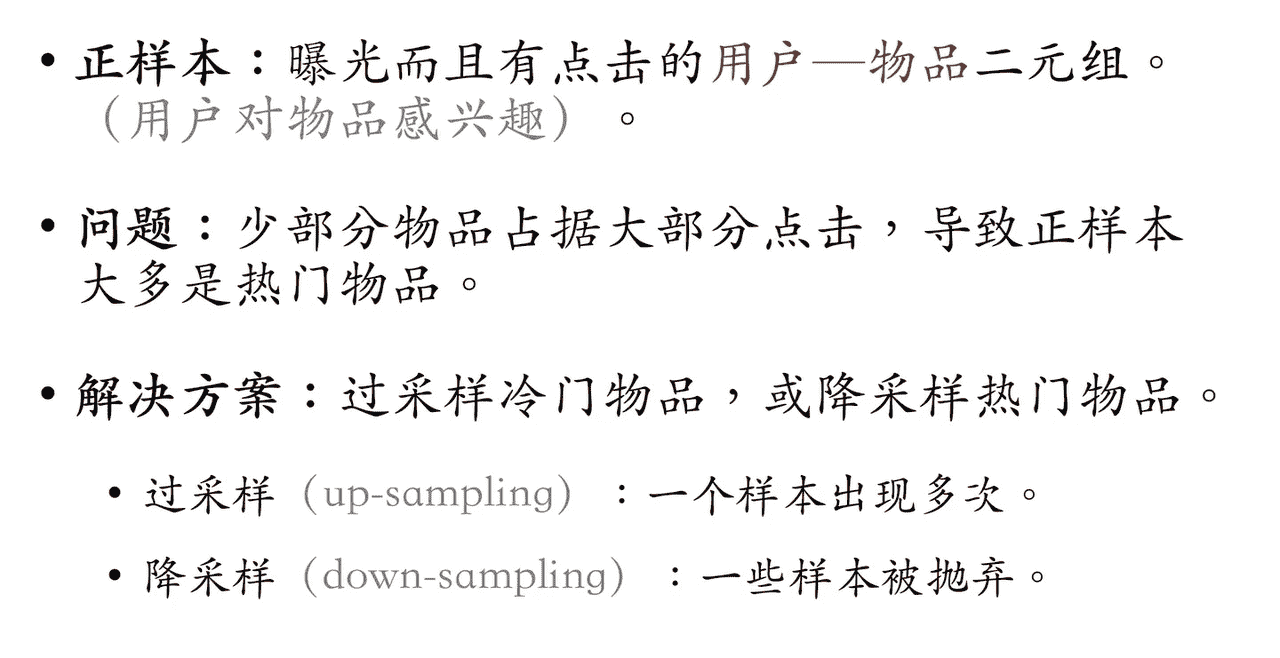 • 正样本：曝光而且有点击的用户—物品二元组。
（用户对物品感兴趣）。
• 问题：少部分物品占据大部分点击，导致正样本
大多是热门物品。
• 解决方案：过采样冷门物品，或降采样热门物品。
• 过采样（up-sampling）：一个样本出现多次。
• 降采样（down-sampling）：一些样本被抛弃。